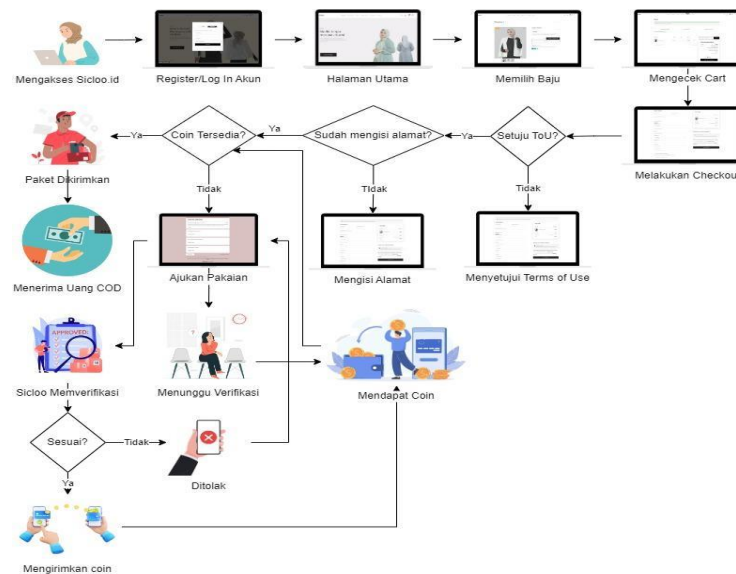 Mengakses Sicloo.id
Register/Log In Akun
Halaman Utama
Memilih Baju
Mengecek Cart
Coin Tersedia?
Sudah mengisi alamat?
Setuju ToU?
Ya
Ya
Ya
Melakukan Checkout
Paket Dikirimkan
Tidak
TIdak
Tidak
Menerima Uang COD
Ajukan Pakaian
Mengisi Alamat
Menyetujui Terms of Use
APPROVED
Sicloo Memverifikasi
Menunggu Verifikasi
Mendapat Coin
Sesuai?
Tidak
Ditolak
Ya
Mengirimkan coin